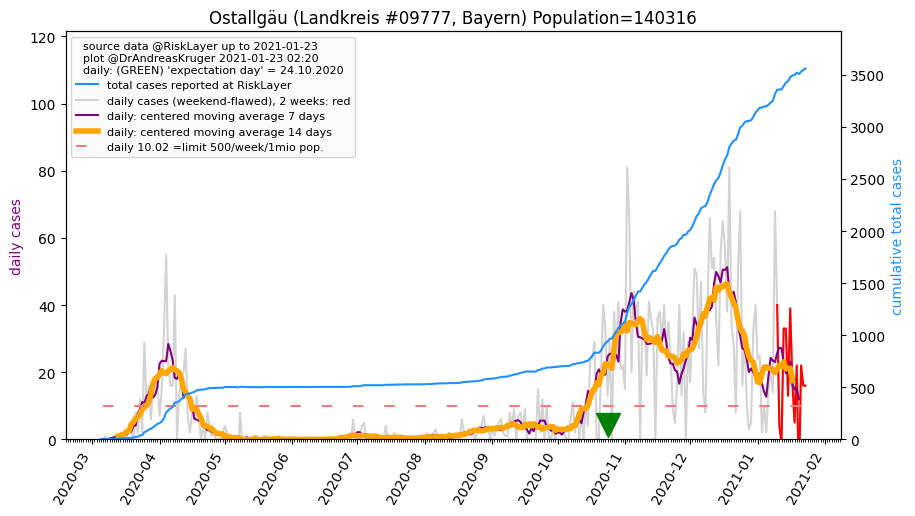 Ostallgäu (Landkreis #09777, Bayern) Population=140316
source data @RiskLayer up to 2021-01-23
plot @DrAndreasKruger 2021-01-23 02:20
daily: (GREEN) 'expectation day' = 24.10.2020
total cases reported at RiskLayer
daily cases (weekend-flawed), 2 weeks: red
daily: centered moving average 7 days
daily: centered moving average 14 days
daily 10.02 =limit 500/week/1mio pop.
daily cases
120
100
80
60
40
20
0
cumulative total cases
3500
3000
2500
2000
1500
1000
500
0
2020-03
2020-04
2020-05
2020-06
2020-07
2020-08
2020-09
2020-10
2020-11
2020-12
2021-01
2021-02